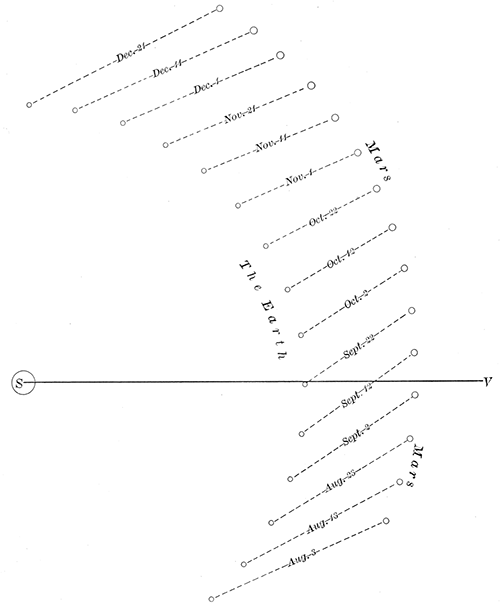 Dec. 21
Dec. 11
Dec. 1
Nov. 21
Nov. 11
Mars
Nov. 1
Oct. 22
Oct. 12
The Earth
Oct. 2
Sept. 22
S
V
Sept. 12
Sept. 2
Mars
Aug. 23
Aug. 13
Aug. 3